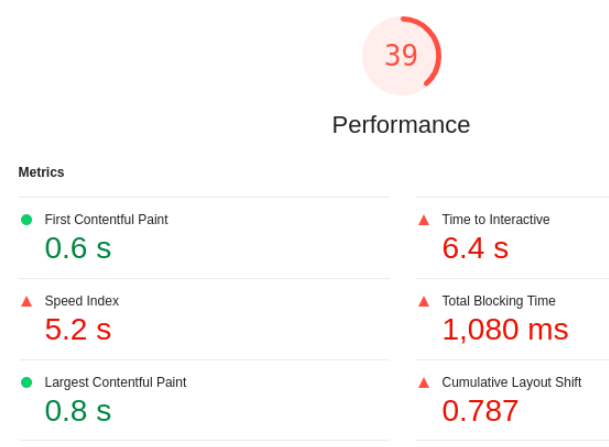 39
Performance
Metrics
First Contentful Paint
0.6 s
Time to Interactive
6.4 s
Speed Index
5.2 s
Total Blocking Time
1,080 ms
Largest Contentful Paint
0.8 s
Cumulative Layout Shift
0.787